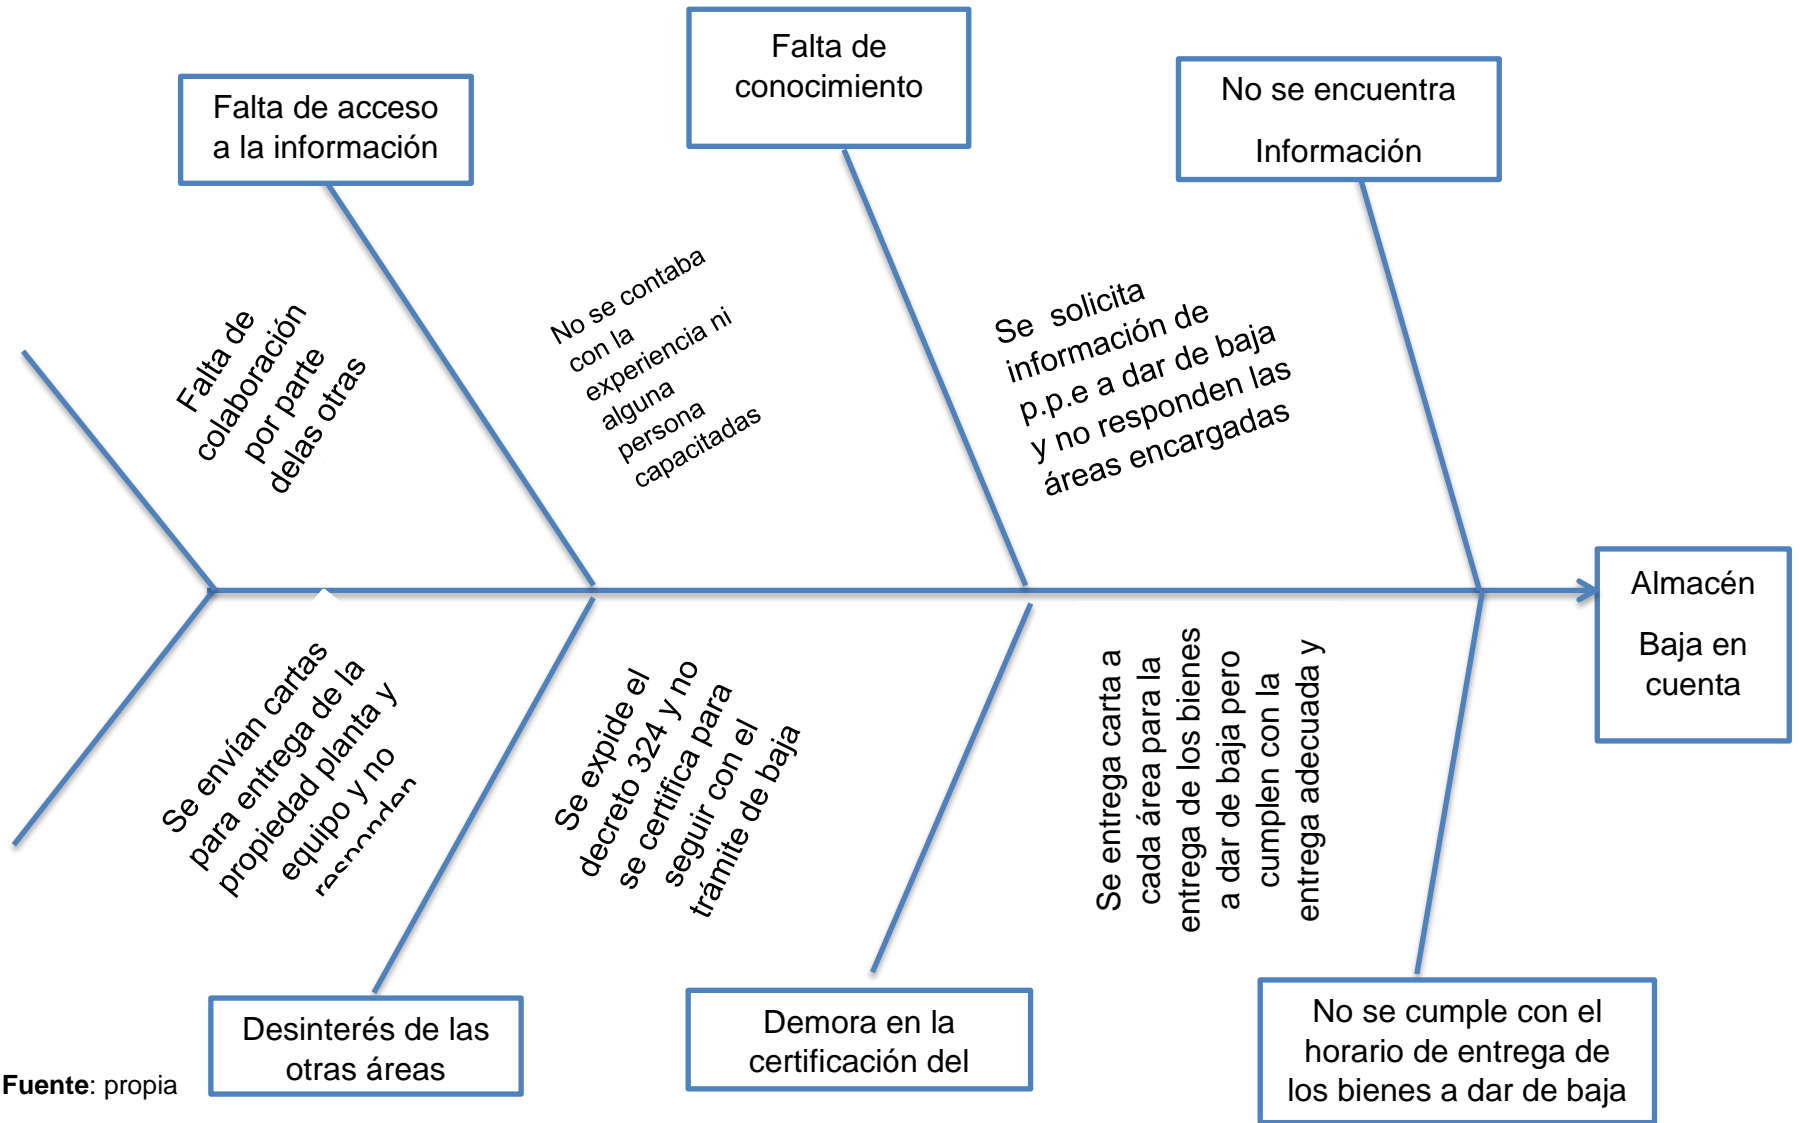 Falta de
conocimiento
Falta de acceso
a la información
No se encuentra
Información
Falta de
colaboración
por parte
delas otras
No se contaba
con la
experiencia ni
alguna
persona
capacitadas
Se solicita
información de
p.p.e a dar de baja
y no responden las
áreas encargadas
Almacén
Baja en
cuenta
Se envían cartas
para entrega de la
propiedad planta y
equipo y no
responden
Se expide el
decreto 324 y no
se certifica para
seguir con el
trámite de baja
Se entrega carta a
cada área para la
entrega de los bienes
a dar de baja pero
cumplen con la
entrega adecuada y
Desinterés de las
otras áreas
Demora en la
certificación del
No se cumple con el
horario de entrega de
los bienes a dar de baja
Fuente: propia